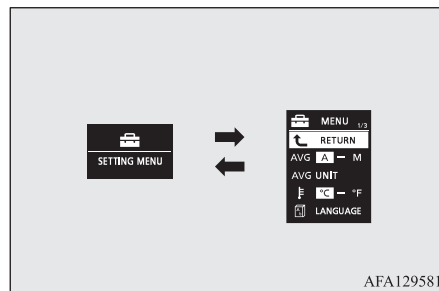 SETTING MENU
MENU 1/3
RETURN
AVG A – M
AVG UNIT
°C – °F
LANGUAGE
AFA129581